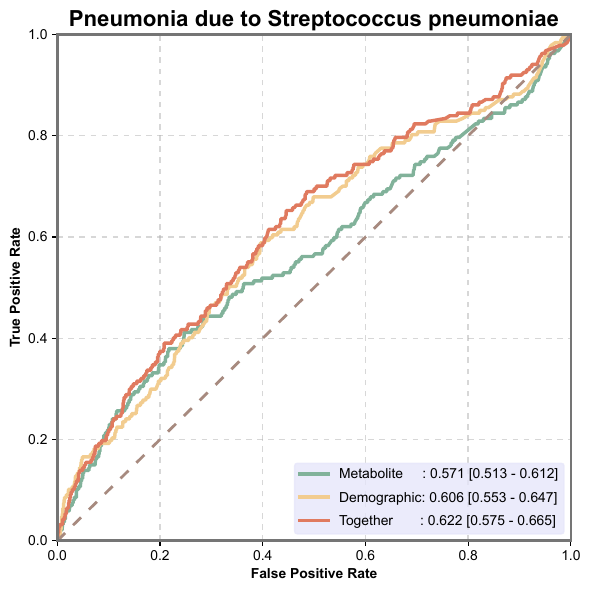 Pneumonia due to Streptococcus pneumoniae
True Positive Rate
1.0
0.8
0.6
0.4
0.2
0.0
Metabolite : 0.571 [0.513 - 0.612]
Demographic: 0.606 [0.553 - 0.647]
Together : 0.622 [0.575 - 0.665]
0.0 0.2 0.4 0.6 0.8 1.0
False Positive Rate